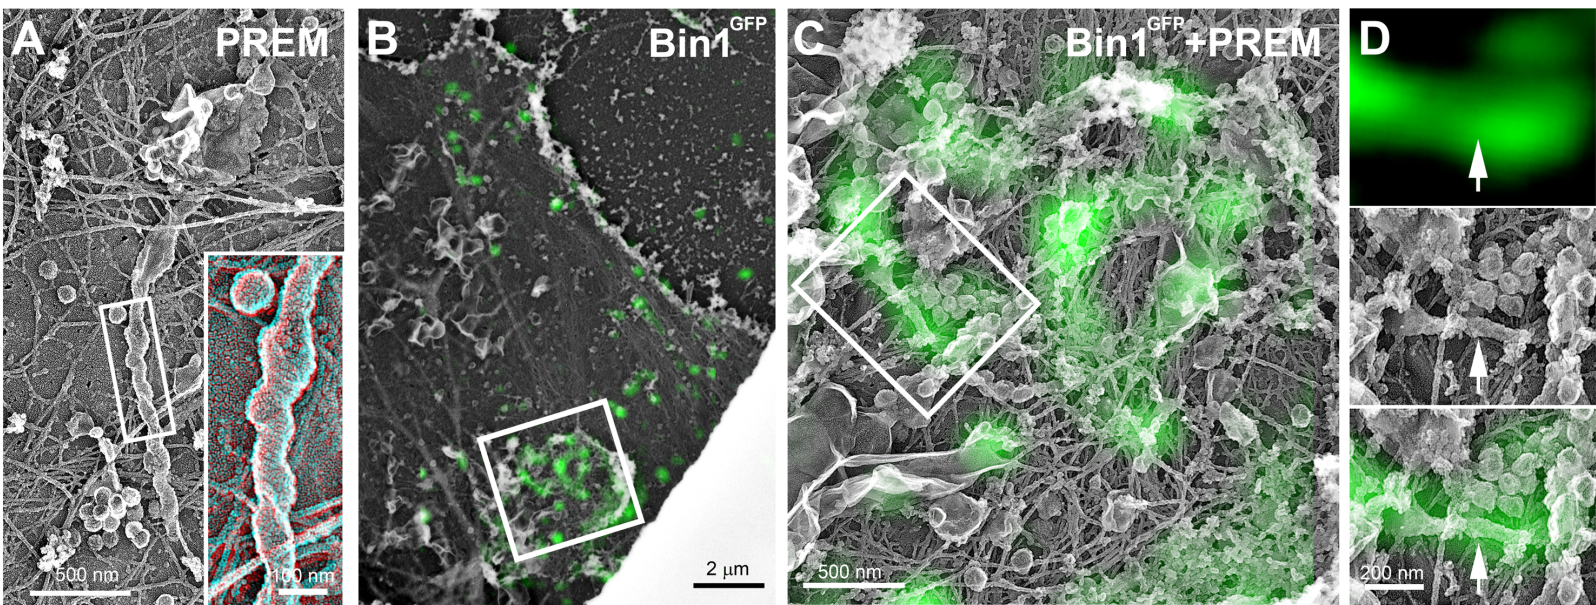 A
PREM
500 nm
100 nm
B
Bin1GFP
2 μm
C
Bin1GFP+PREM
500 nm
D
200 nm